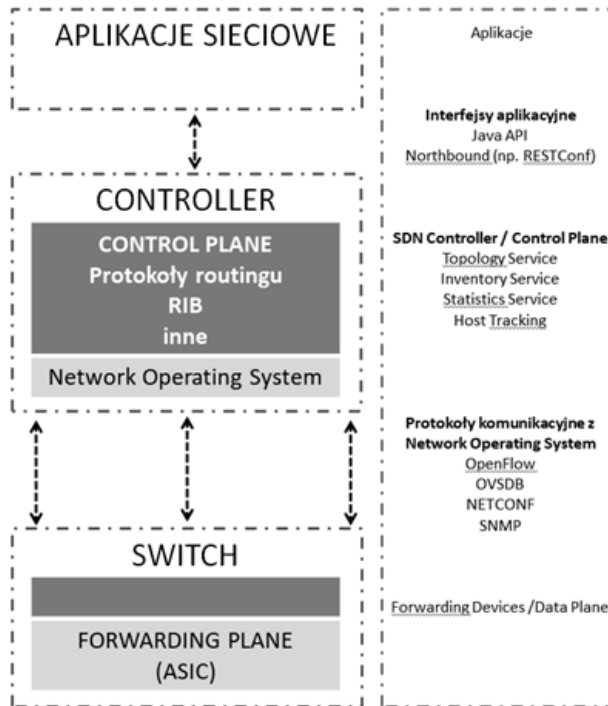 APLIKACJE SIECIOWE
CONTROLLER
CONTROL PLANE
Protokoły routingu
RIB
inne
Network Operating System
SWITCH
FORWARDING PLANE
(ASIC)
Aplikacje
Interfejsy aplikacyjne
Java API
Northbound (np. RESTConf)
SDN Controller / Control Plane
Topology Service
Inventory Service
Statistics Service
Host Tracking
Protokoły komunikacyjne z
Network Operating System
OpenFlow
OVSDB
NETCONF
SNMP
Forwarding Devices /Data Plane